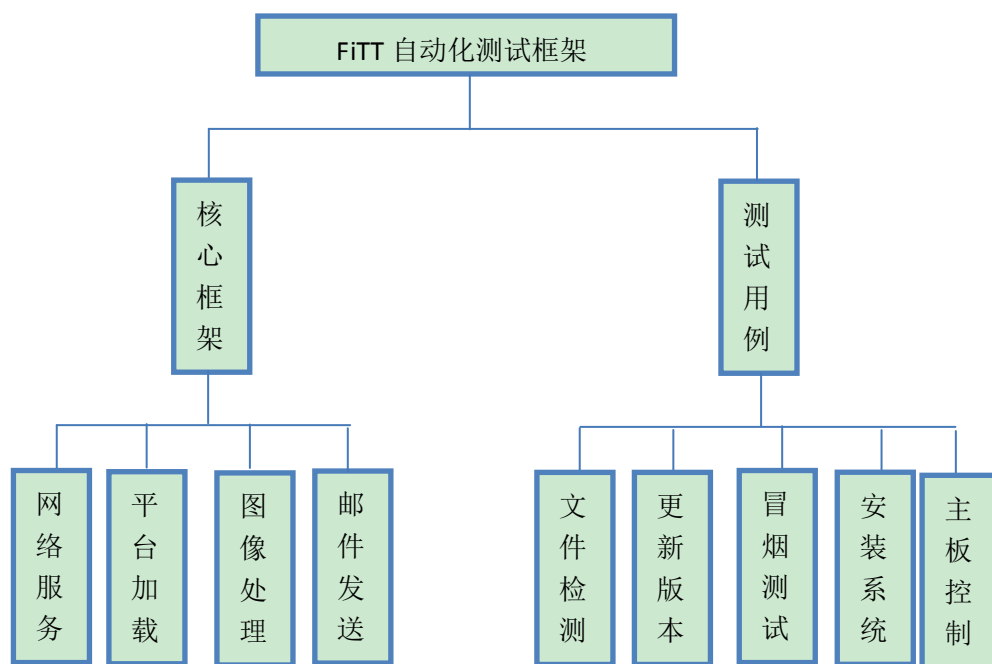 FiTT 自动化测试框架
核心框架
测试用例
网络服务
平台加载
图像处理
邮件发送
文件检测
更新版本
冒烟测试
安装系统
主板控制